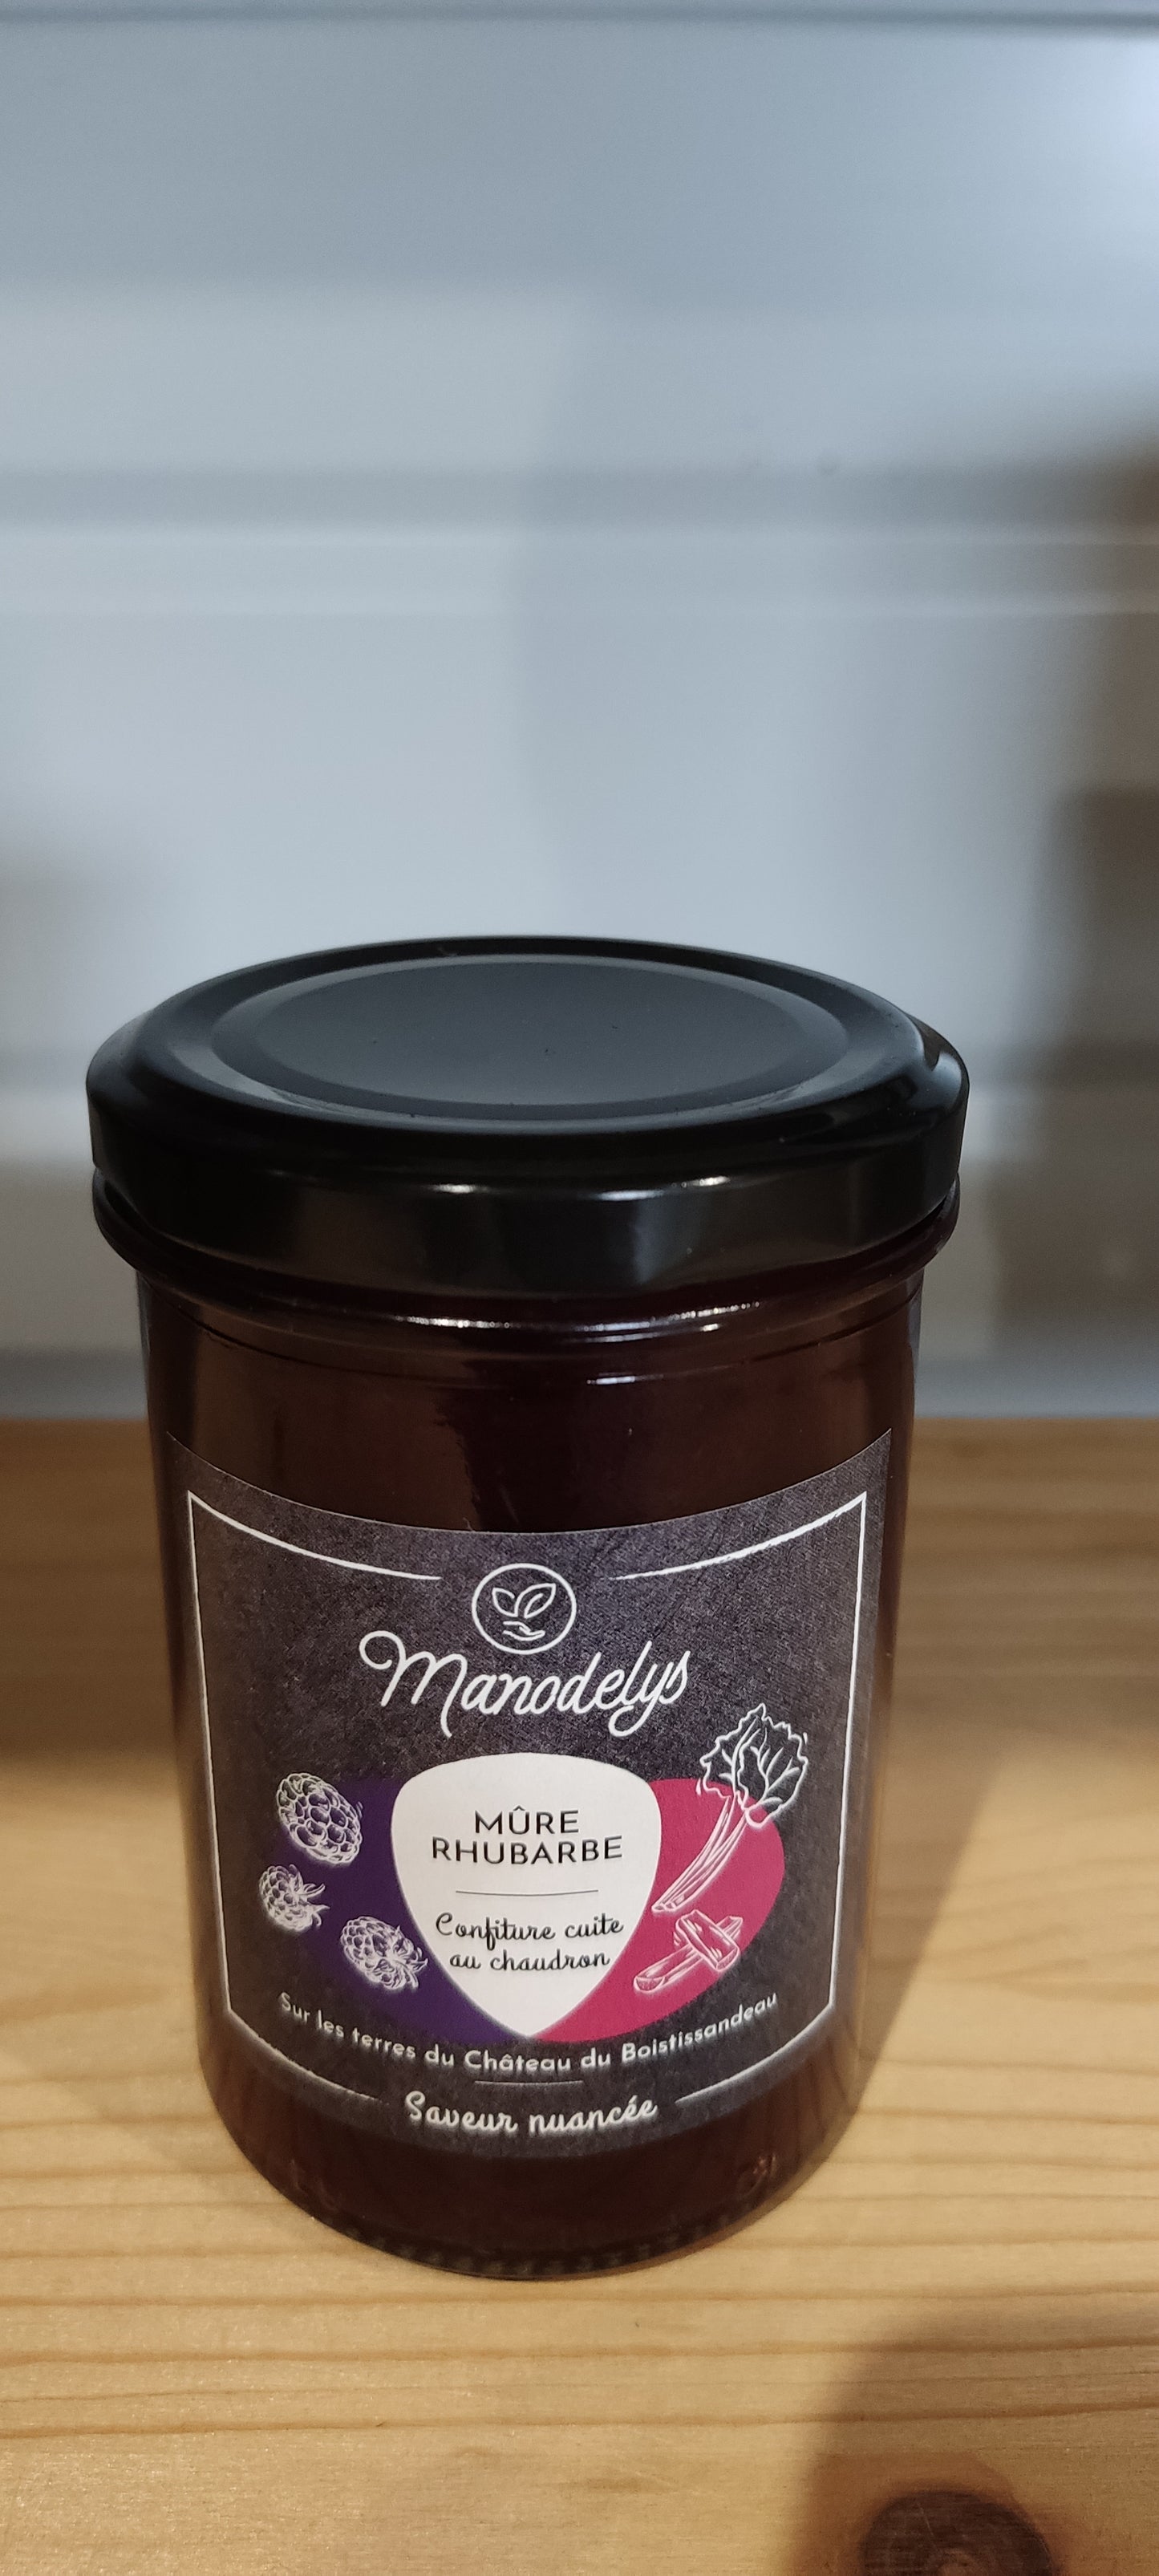 Manodelys
MÛRE
RHUBARBE
Confiture cuite
au chaudron
Sur les terres du Château du Boistissandeau
Saveur nuancée